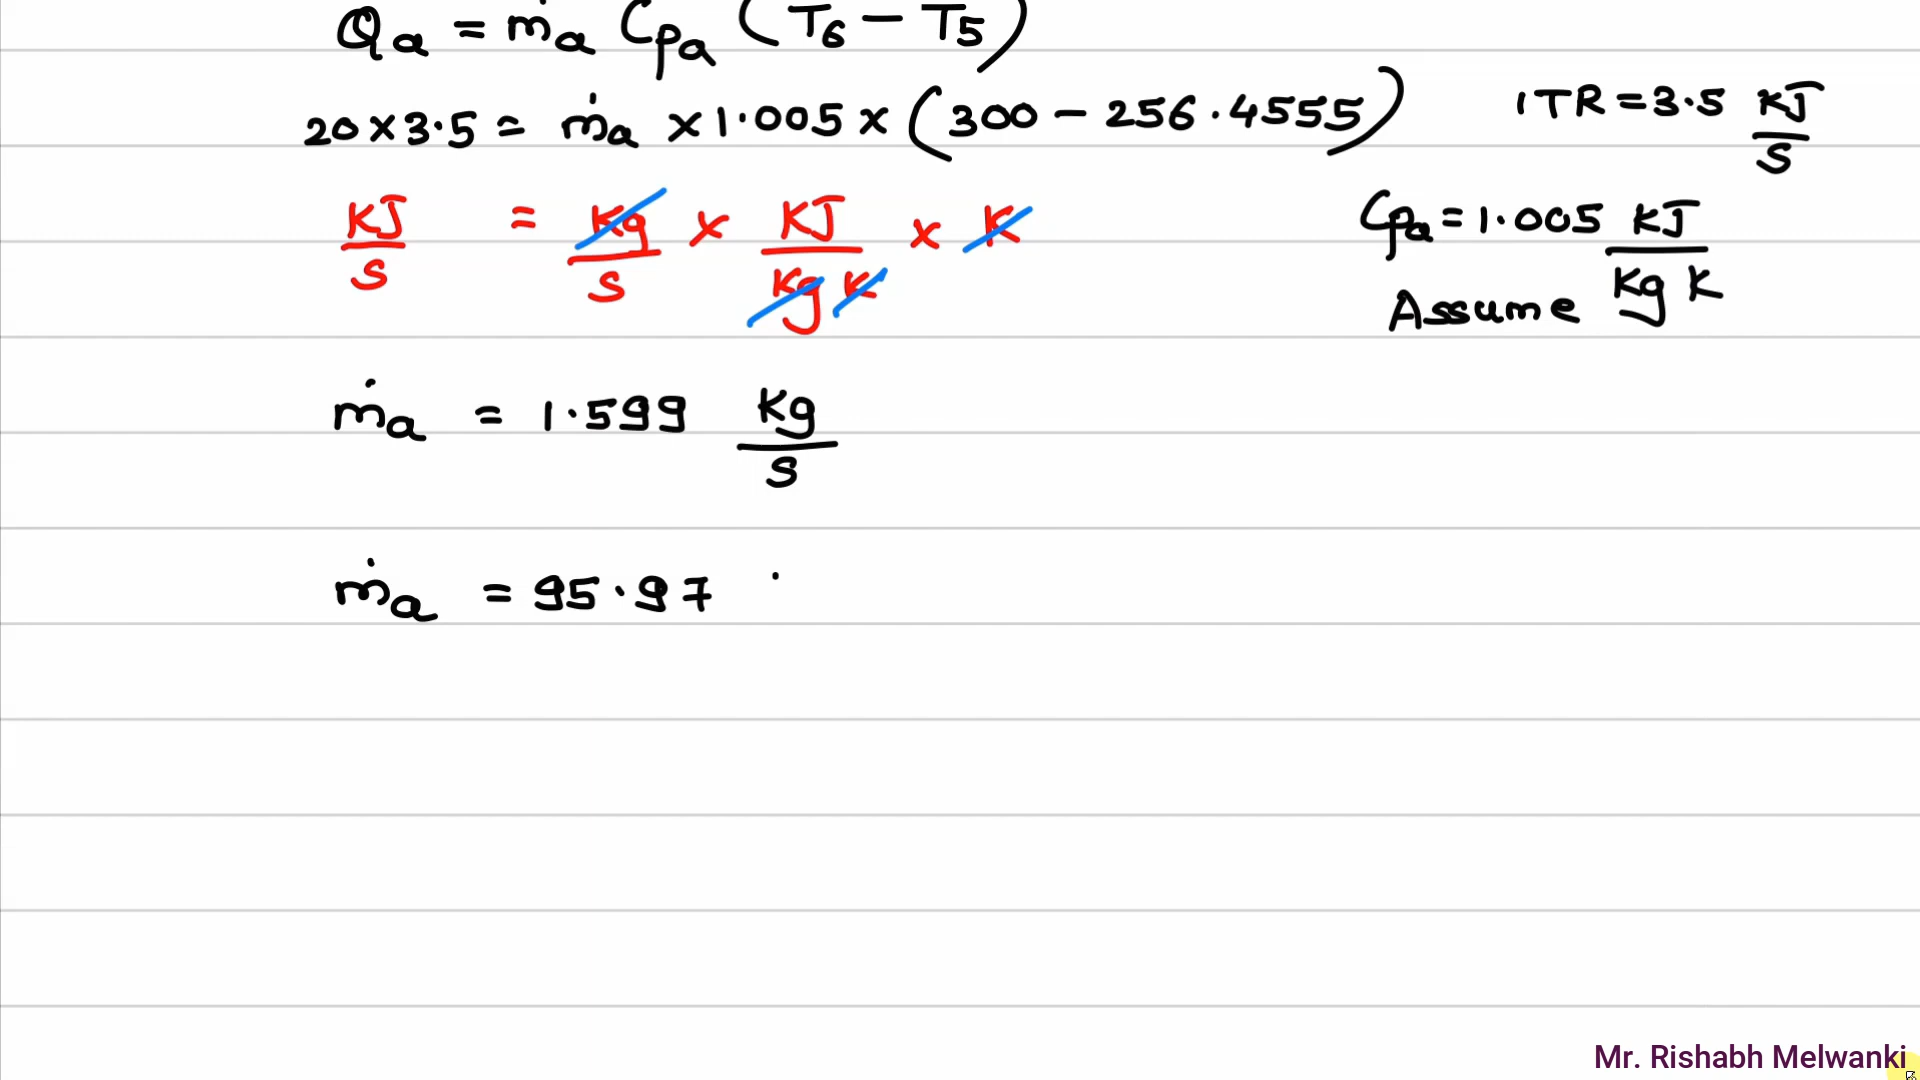 Qa = ṁa Cpa (T6 − T5)
20 × 3.5 = ṁa × 1.005 × (300 − 256.4555)
1TR = 3.5 KJ/S
KJ/S = Kg/S × KJ/Kg K × K
Cpa = 1.005 KJ/Kg K
Assume
ṁa = 1.599 Kg/S
ṁa = 95.97
Mr. Rishabh Melwanki